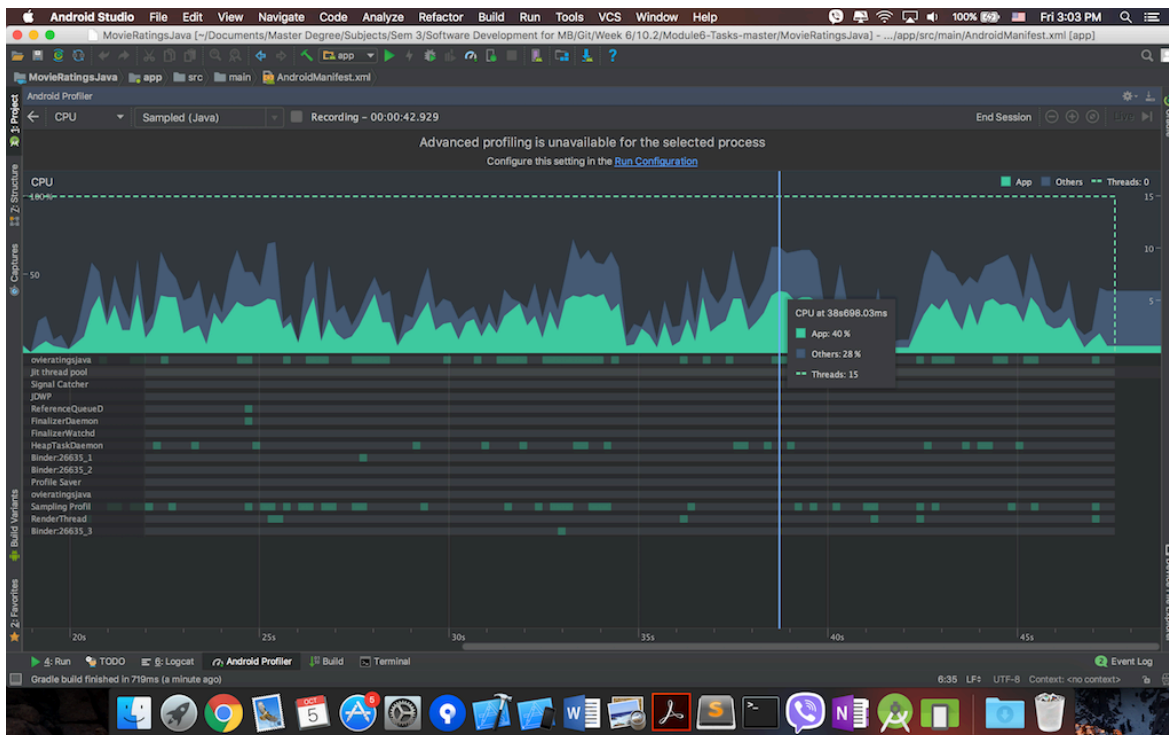 Android Studio File Edit View Navigate Code Analyze Refactor Build Run Tools VCS Window Help 100% Fri 3:03 PM
MovieRatingsJava [~/Documents/Master Degree/Subjects/Sem 3/Software Development for MB/Git/Week 6/10.2/Module6-Tasks-master/MovieRatingsJava] - .../app/src/main/AndroidManifest.xml [app]
app
MovieRatingsJava app src main AndroidManifest.xml
Android Profiler
CPU Sampled (Java) Recording - 00:00:42.929 End Session Live
Advanced profiling is unavailable for the selected process
Configure this setting in the Run Configuration
CPU App Others Threads: 0
100% 15
10
50
5
CPU at 38s698.03ms
App: 40 %
Others: 28 %
Threads: 15
ovieratingsjava
Jit thread pool
Signal Catcher
JDWP
ReferenceQueueD
FinalizerDaemon
FinalizerWatchd
HeapTaskDaemon
Binder:26635_1
Binder:26635_2
Profile Saver
ovieratingsjava
Sampling Profil
RenderThread
Binder:26635_3
20s 25s 30s 35s 40s 45s
1: Project
7: Structure
Captures
Build Variants
2: Favorites
4: Run TODO 6: Logcat Android Profiler Build Terminal Event Log
Gradle build finished in 719ms (a minute ago) 6:35 LF÷ UTF-8 Context: <no context>
OCT
5
5
W
N
S